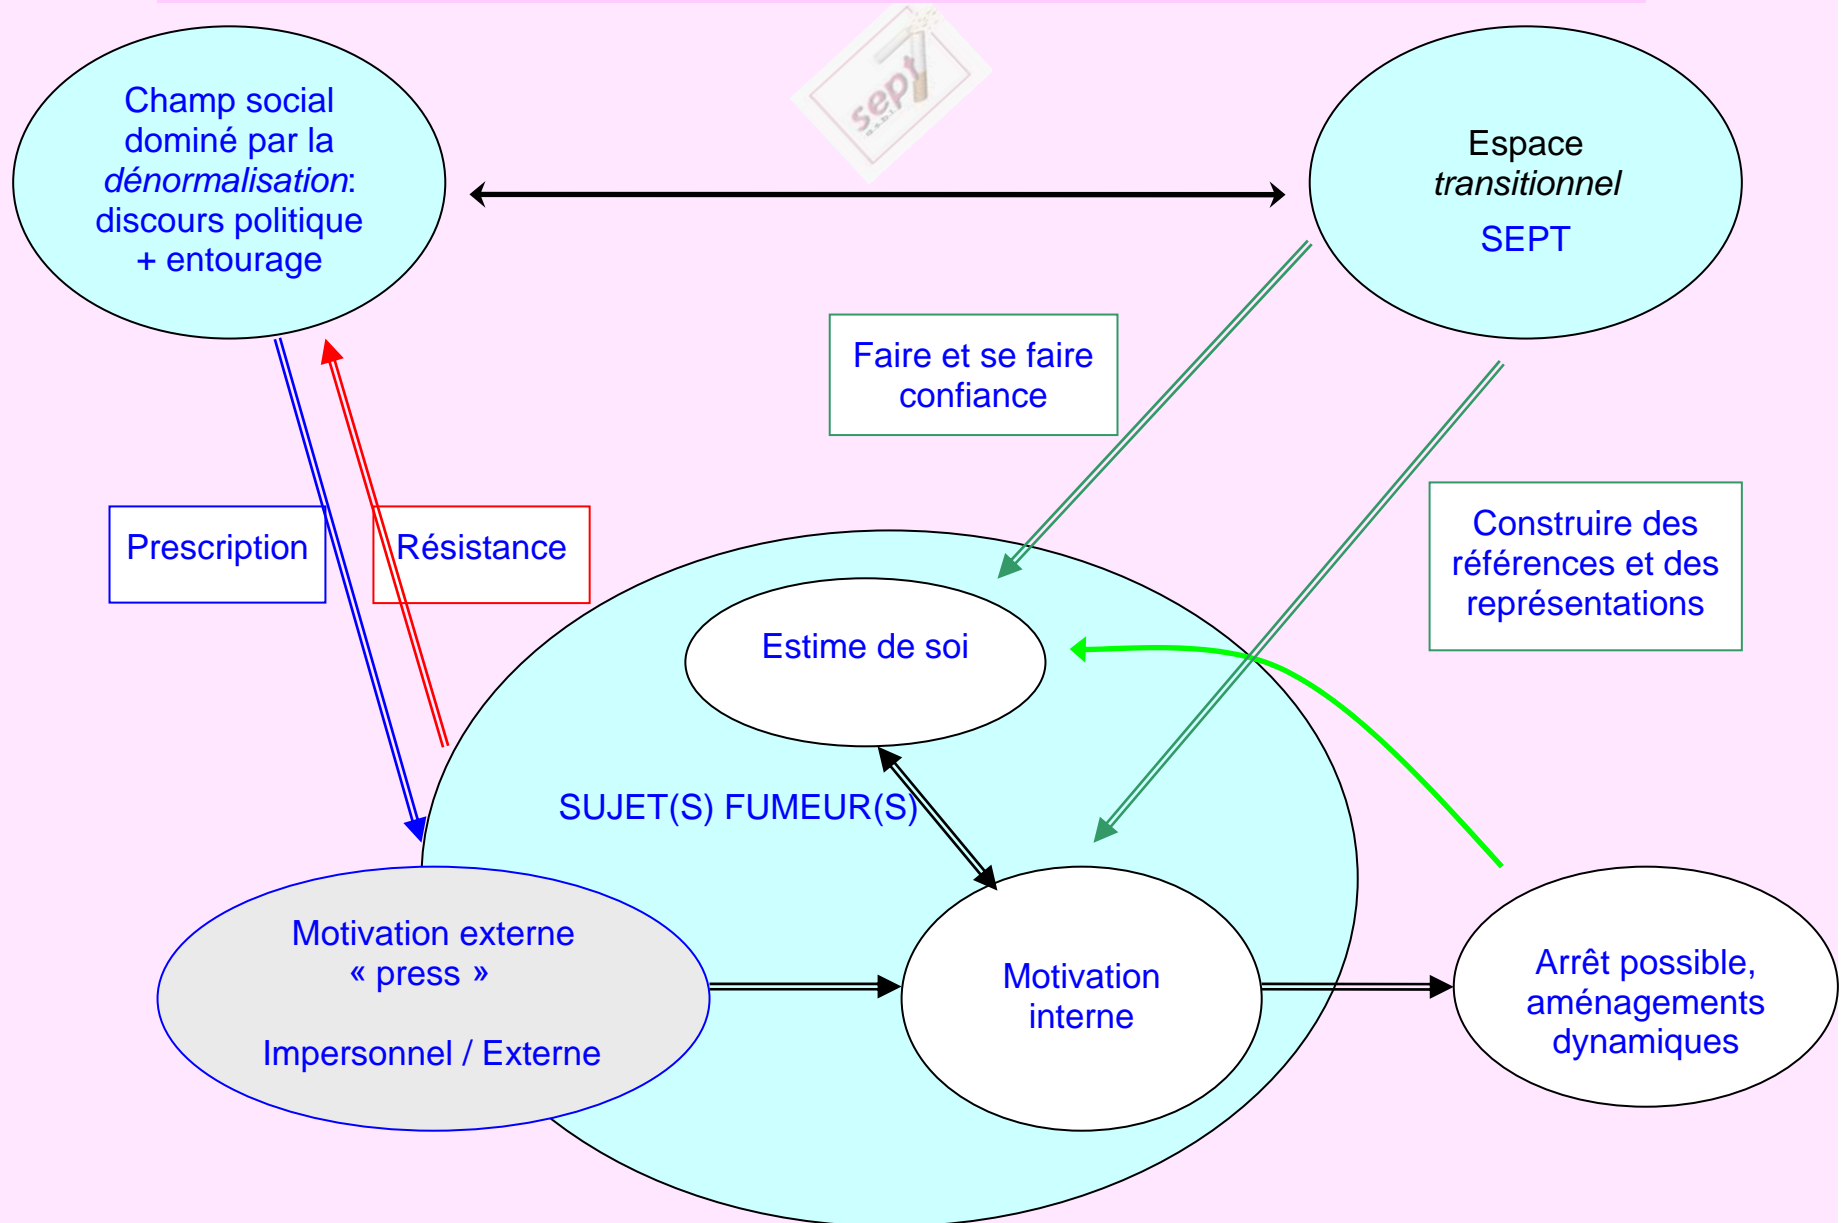 sept
7
a.s.b.l.
Champ social
dominé par la
dénormalisation:
discours politique
+ entourage
Espace
transitionnel
SEPT
Faire et se faire
confiance
Construire des
références et des
représentations
Prescription
Résistance
Estime de soi
SUJET(S) FUMEUR(S)
Motivation externe
« press »
Impersonnel / Externe
Motivation
interne
Arrêt possible,
aménagements
dynamiques